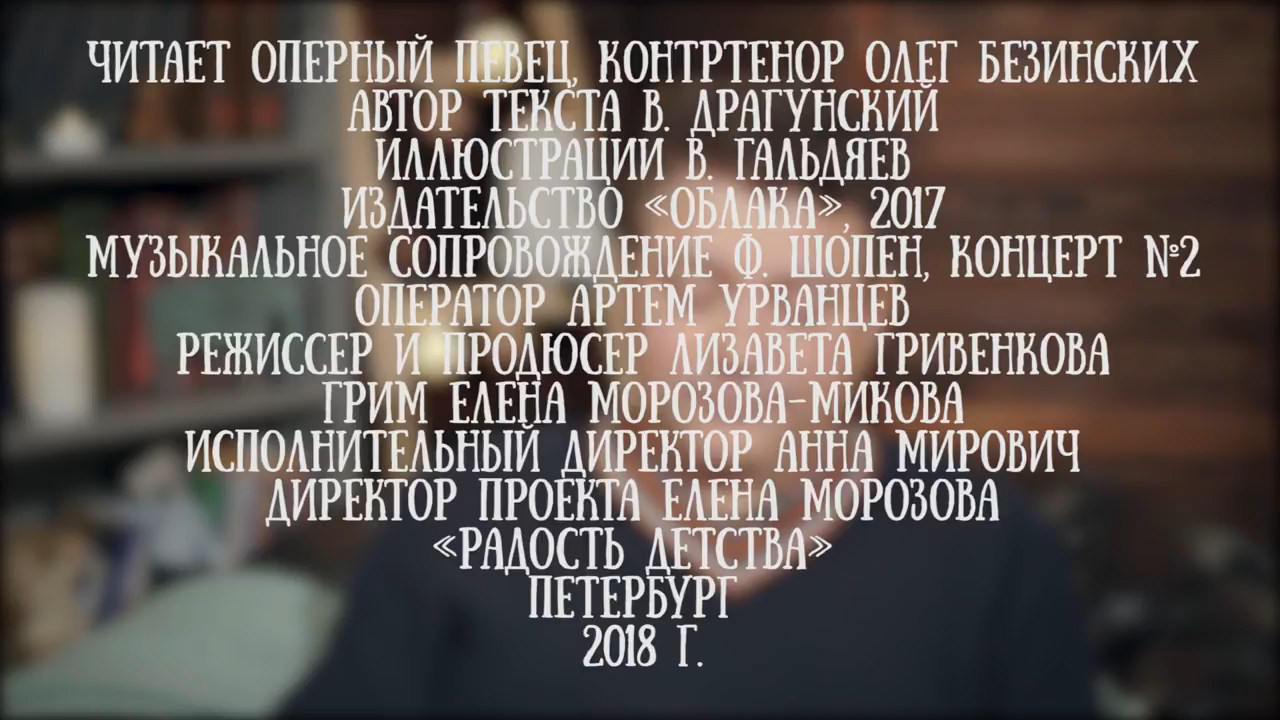 ЧИТАЕТ ОПЕРНЫЙ ПЕВЕЦ, КОНТРТЕНОР ОЛЕГ БЕЗИНСКИХ
АВТОР ТЕКСТА В. ДРАГУНСКИЙ
ИЛЛЮСТРАЦИИ В. ГАЛЬДЯЕВ
ИЗДАТЕЛЬСТВО «ОБЛАКА», 2017
МУЗЫКАЛЬНОЕ СОПРОВОЖДЕНИЕ Ф. ШОПЕН, КОНЦЕРТ №2
ОПЕРАТОР АРТЕМ УРВАНЦЕВ
РЕЖИССЕР И ПРОДЮСЕР ЛИЗАВЕТА ГРИВЕНКОВА
ГРИМ ЕЛЕНА МОРОЗОВА-МИКОВА
ИСПОЛНИТЕЛЬНЫЙ ДИРЕКТОР АННА МИРОВИЧ
ДИРЕКТОР ПРОЕКТА ЕЛЕНА МОРОЗОВА
«РАДОСТЬ ДЕТСТВА»
ПЕТЕРБУРГ
2018 Г.